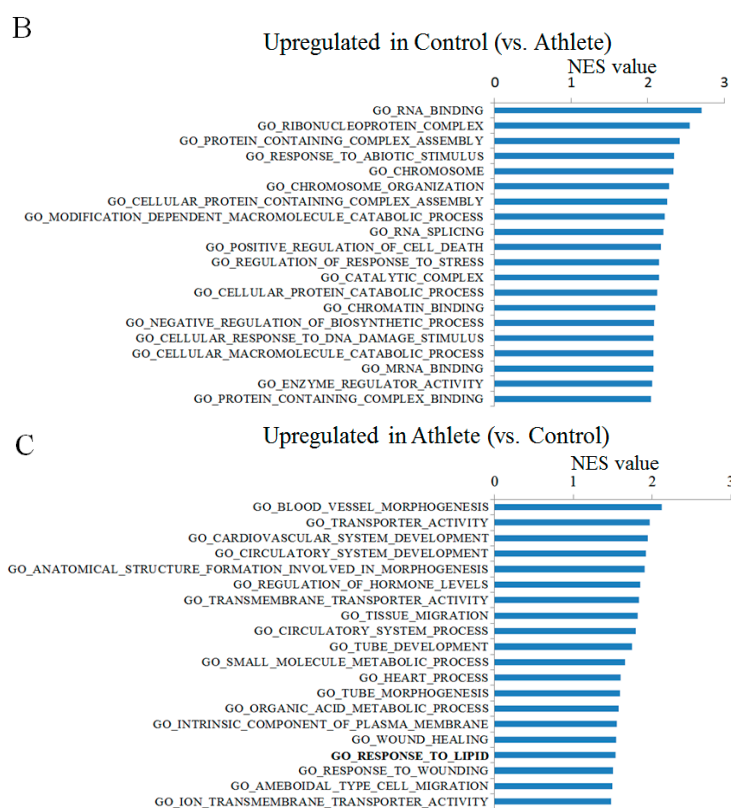 B
Upregulated in Control (vs. Athlete)
NES value
0 1 2 3
GO_RNA_BINDING
GO_RIBONUCLEOPROTEIN_COMPLEX
GO_PROTEIN_CONTAINING_COMPLEX_ASSEMBLY
GO_RESPONSE_TO_ABIOTIC_STIMULUS
GO_CHROMOSOME
GO_CHROMOSOME_ORGANIZATION
GO_CELLULAR_PROTEIN_CONTAINING_COMPLEX_ASSEMBLY
GO_MODIFICATION_DEPENDENT_MACROMOLECULE_CATABOLIC_PROCESS
GO_RNA_SPLICING
GO_POSITIVE_REGULATION_OF_CELL_DEATH
GO_REGULATION_OF_RESPONSE_TO_STRESS
GO_CATALYTIC_COMPLEX
GO_CELLULAR_PROTEIN_CATABOLIC_PROCESS
GO_CHROMATIN_BINDING
GO_NEGATIVE_REGULATION_OF_BIOSYNTHETIC_PROCESS
GO_CELLULAR_RESPONSE_TO_DNA_DAMAGE_STIMULUS
GO_CELLULAR_MACROMOLECULE_CATABOLIC_PROCESS
GO_MRNA_BINDING
GO_ENZYME_REGULATOR_ACTIVITY
GO_PROTEIN_CONTAINING_COMPLEX_BINDING
C
Upregulated in Athlete (vs. Control)
NES value
0 1 2 3
GO_BLOOD_VESSEL_MORPHOGENESIS
GO_TRANSPORTER_ACTIVITY
GO_CARDIOVASCULAR_SYSTEM_DEVELOPMENT
GO_CIRCULATORY_SYSTEM_DEVELOPMENT
GO_ANATOMICAL_STRUCTURE_FORMATION_INVOLVED_IN_MORPHOGENESIS
GO_REGULATION_OF_HORMONE_LEVELS
GO_TRANSMEMBRANE_TRANSPORTER_ACTIVITY
GO_TISSUE_MIGRATION
GO_CIRCULATORY_SYSTEM_PROCESS
GO_TUBE_DEVELOPMENT
GO_SMALL_MOLECULE_METABOLIC_PROCESS
GO_HEART_PROCESS
GO_TUBE_MORPHOGENESIS
GO_ORGANIC_ACID_METABOLIC_PROCESS
GO_INTRINSIC_COMPONENT_OF_PLASMA_MEMBRANE
GO_WOUND_HEALING
GO_RESPONSE_TO_LIPID
GO_RESPONSE_TO_WOUNDING
GO_AMEBOIDAL_TYPE_CELL_MIGRATION
GO_ION_TRANSMEMBRANE_TRANSPORTER_ACTIVITY